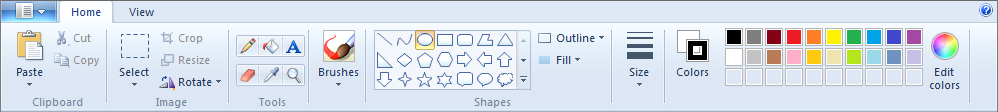 Home View
Paste
Cut
Copy
Clipboard
Select
Crop
Resize
Rotate
Image
A
Tools
Brushes
Outline
Fill
Shapes
Size
Colors
Edit
colors